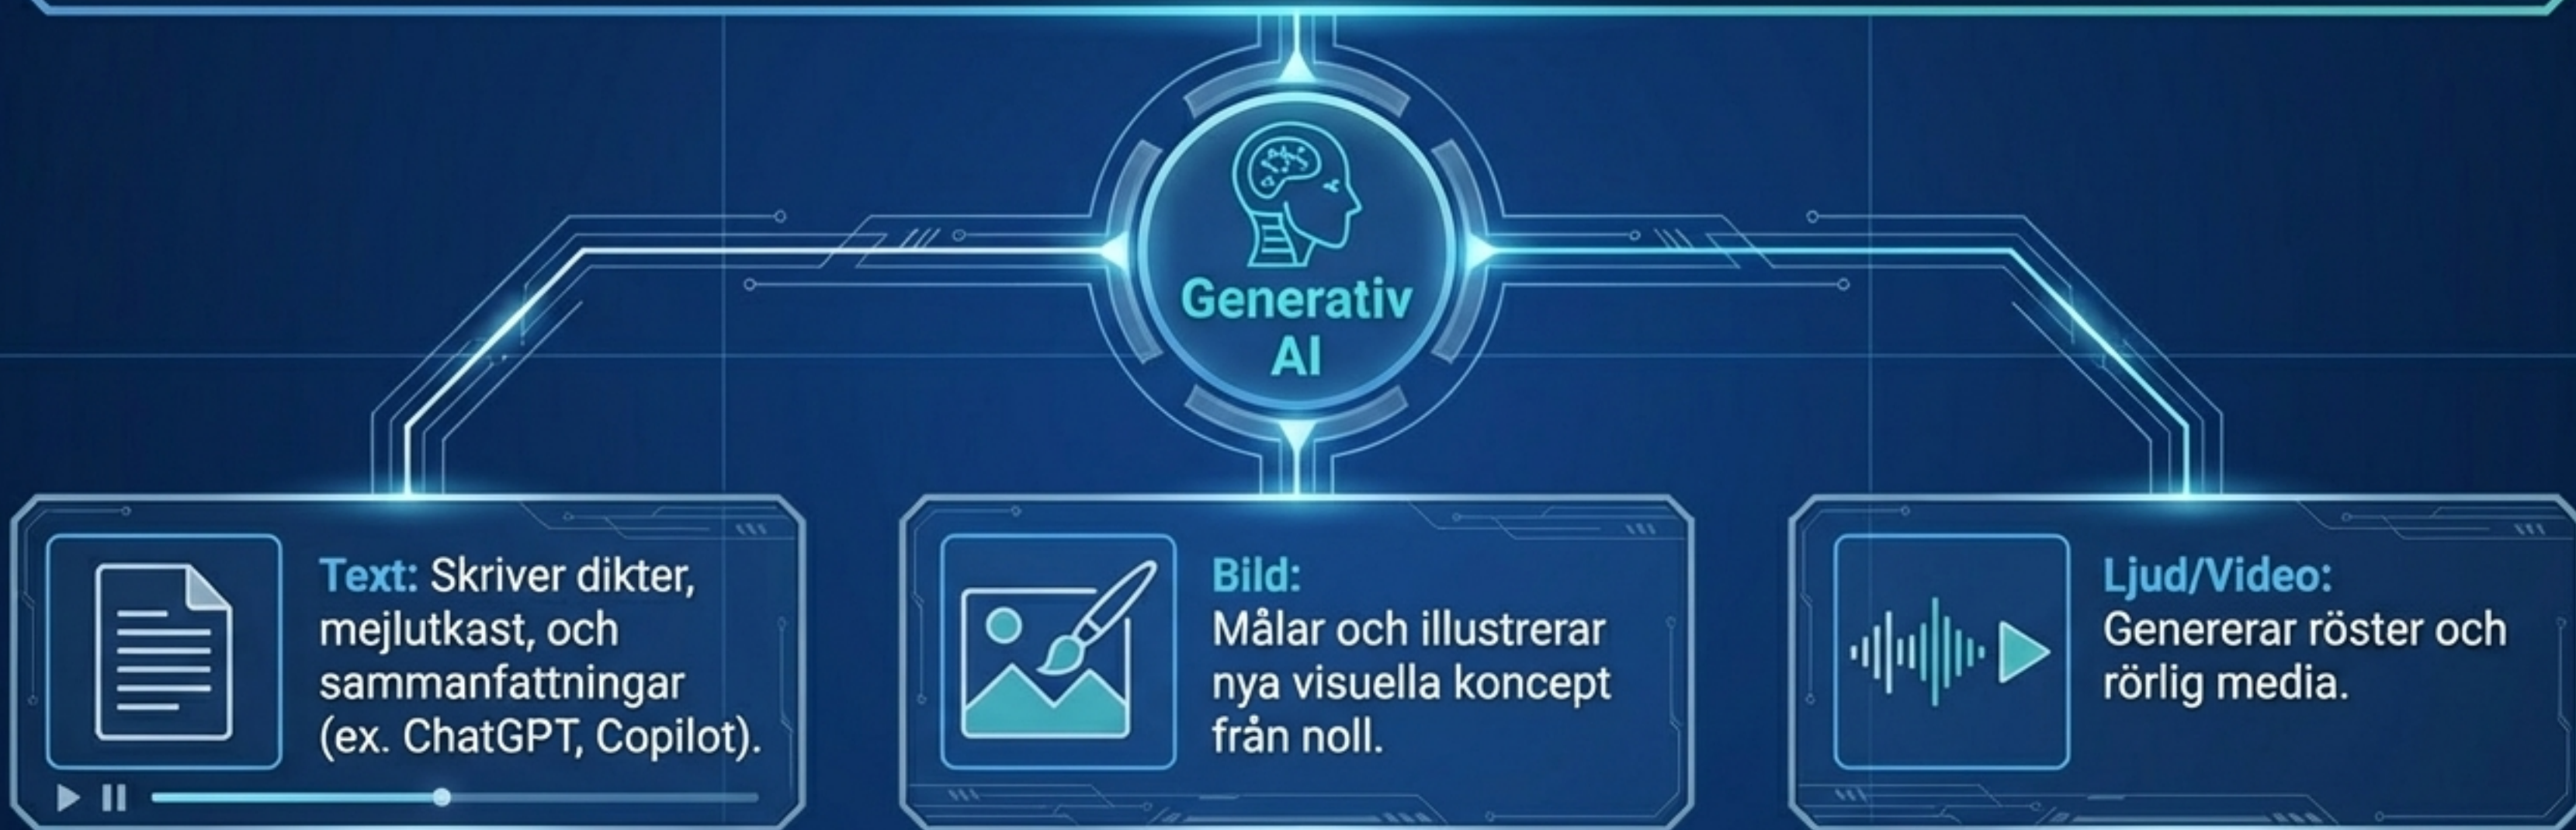 Generativ
AI
Text: Skriver dikter,
mejlutkast, och
sammanfattningar
(ex. ChatGPT, Copilot).
Bild:
Målar och illustrerar
nya visuella koncept
från noll.
Ljud/Video:
Genererar röster och
rörlig media.